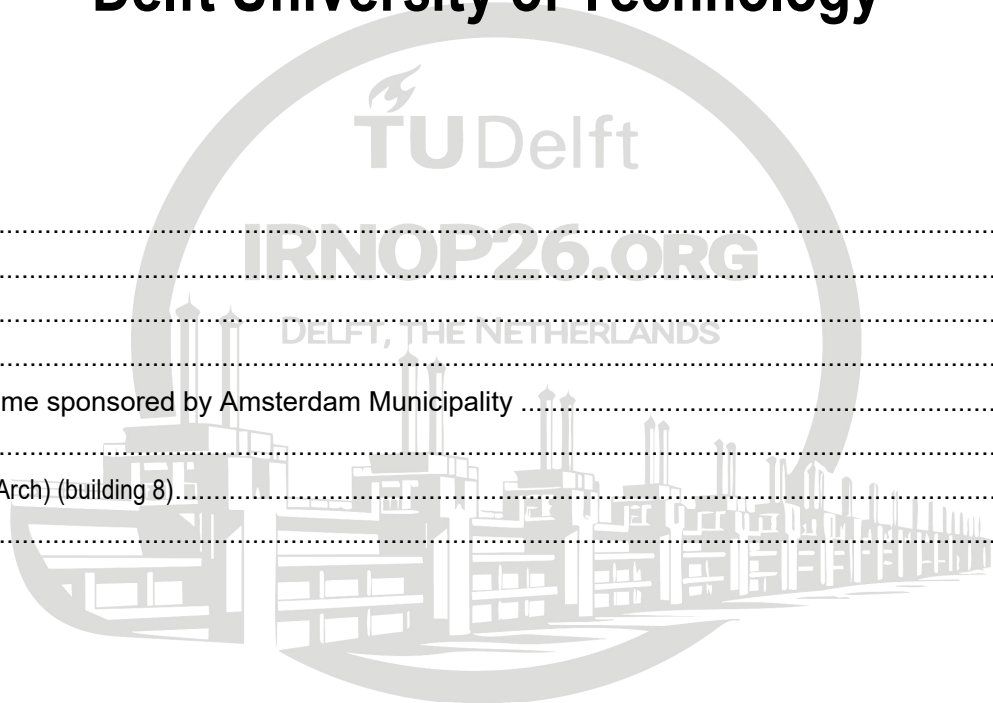 Delft University of Technology
TUDelft
IRNOP26.ORG
DELFT, THE NETHERLANDS
me sponsored by Amsterdam Municipality ........................................................
Arch) (building 8)........................................................